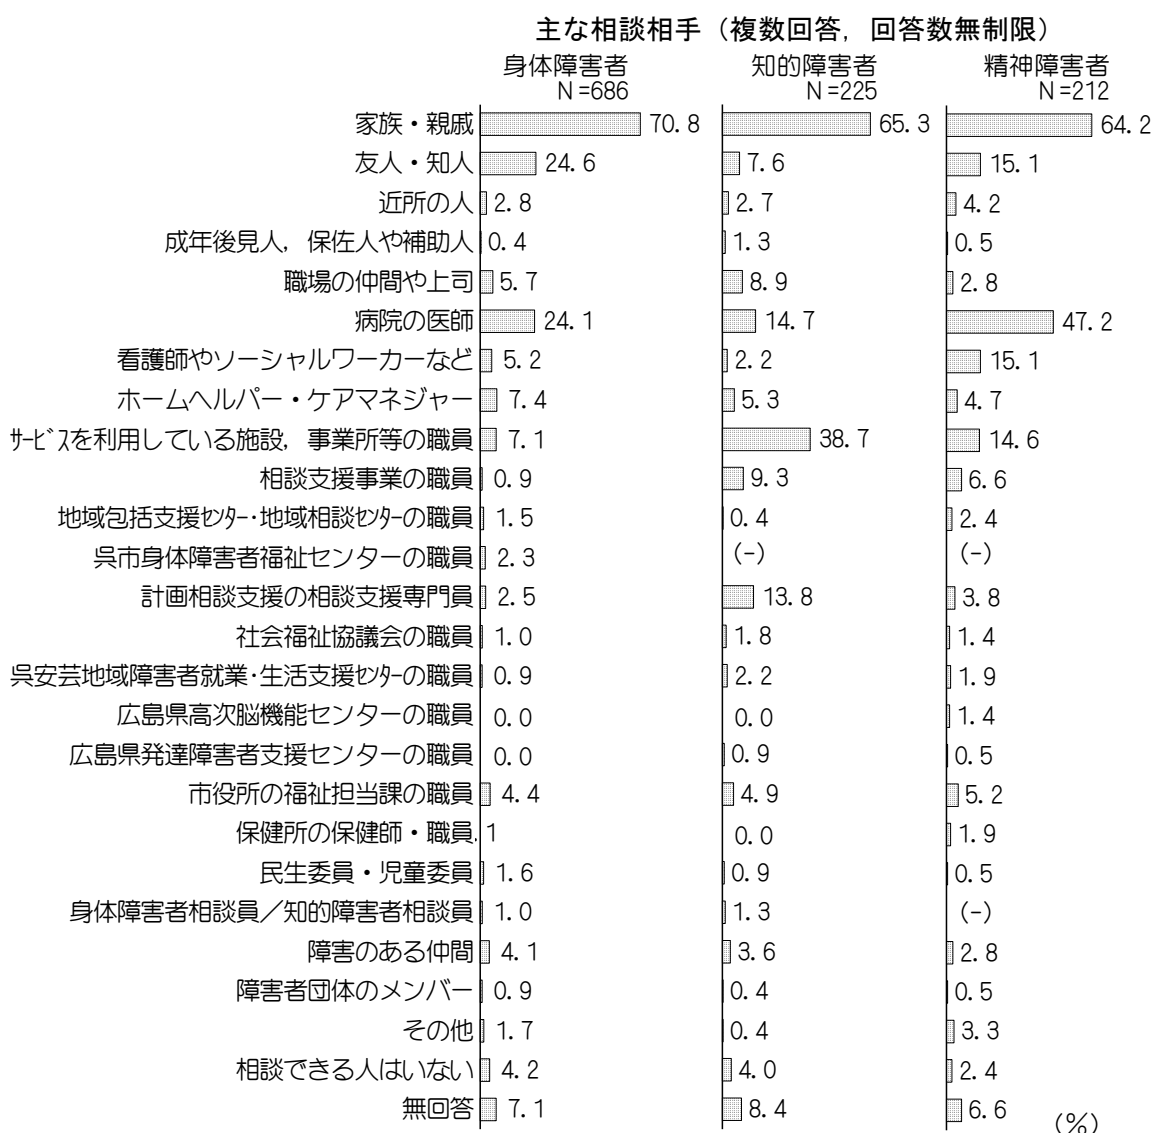 主な相談相手（複数回答，回答数無制限）
身体障害者 知的障害者 精神障害者
N=686 N=225 N=212
家族・親戚 70.8 65.3 64.2
友人・知人 24.6 7.6 15.1
近所の人 2.8 2.7 4.2
成年後見人，保佐人や補助人 0.4 1.3 0.5
職場の仲間や上司 5.7 8.9 2.8
病院の医師 24.1 14.7 47.2
看護師やソーシャルワーカーなど 5.2 2.2 15.1
ホームヘルパー・ケアマネジャー 7.4 5.3 4.7
サービスを利用している施設，事業所等の職員 7.1 38.7 14.6
相談支援事業の職員 0.9 9.3 6.6
地域包括支援センター・地域相談センターの職員 1.5 0.4 2.4
呉市身体障害者福祉センターの職員 2.3 (-) (-)
計画相談支援の相談支援専門員 2.5 13.8 3.8
社会福祉協議会の職員 1.0 1.8 1.4
呉安芸地域障害者就業・生活支援センターの職員 0.9 2.2 1.9
広島県高次脳機能センターの職員 0.0 0.0 1.4
広島県発達障害者支援センターの職員 0.0 0.9 0.5
市役所の福祉担当課の職員 4.4 4.9 5.2
保健所の保健師・職員 .1 0.0 1.9
民生委員・児童委員 1.6 0.9 0.5
身体障害者相談員／知的障害者相談員 1.0 1.3 (-)
障害のある仲間 4.1 3.6 2.8
障害者団体のメンバー 0.9 0.4 0.5
その他 1.7 0.4 3.3
相談できる人はいない 4.2 4.0 2.4
無回答 7.1 8.4 6.6
(%)